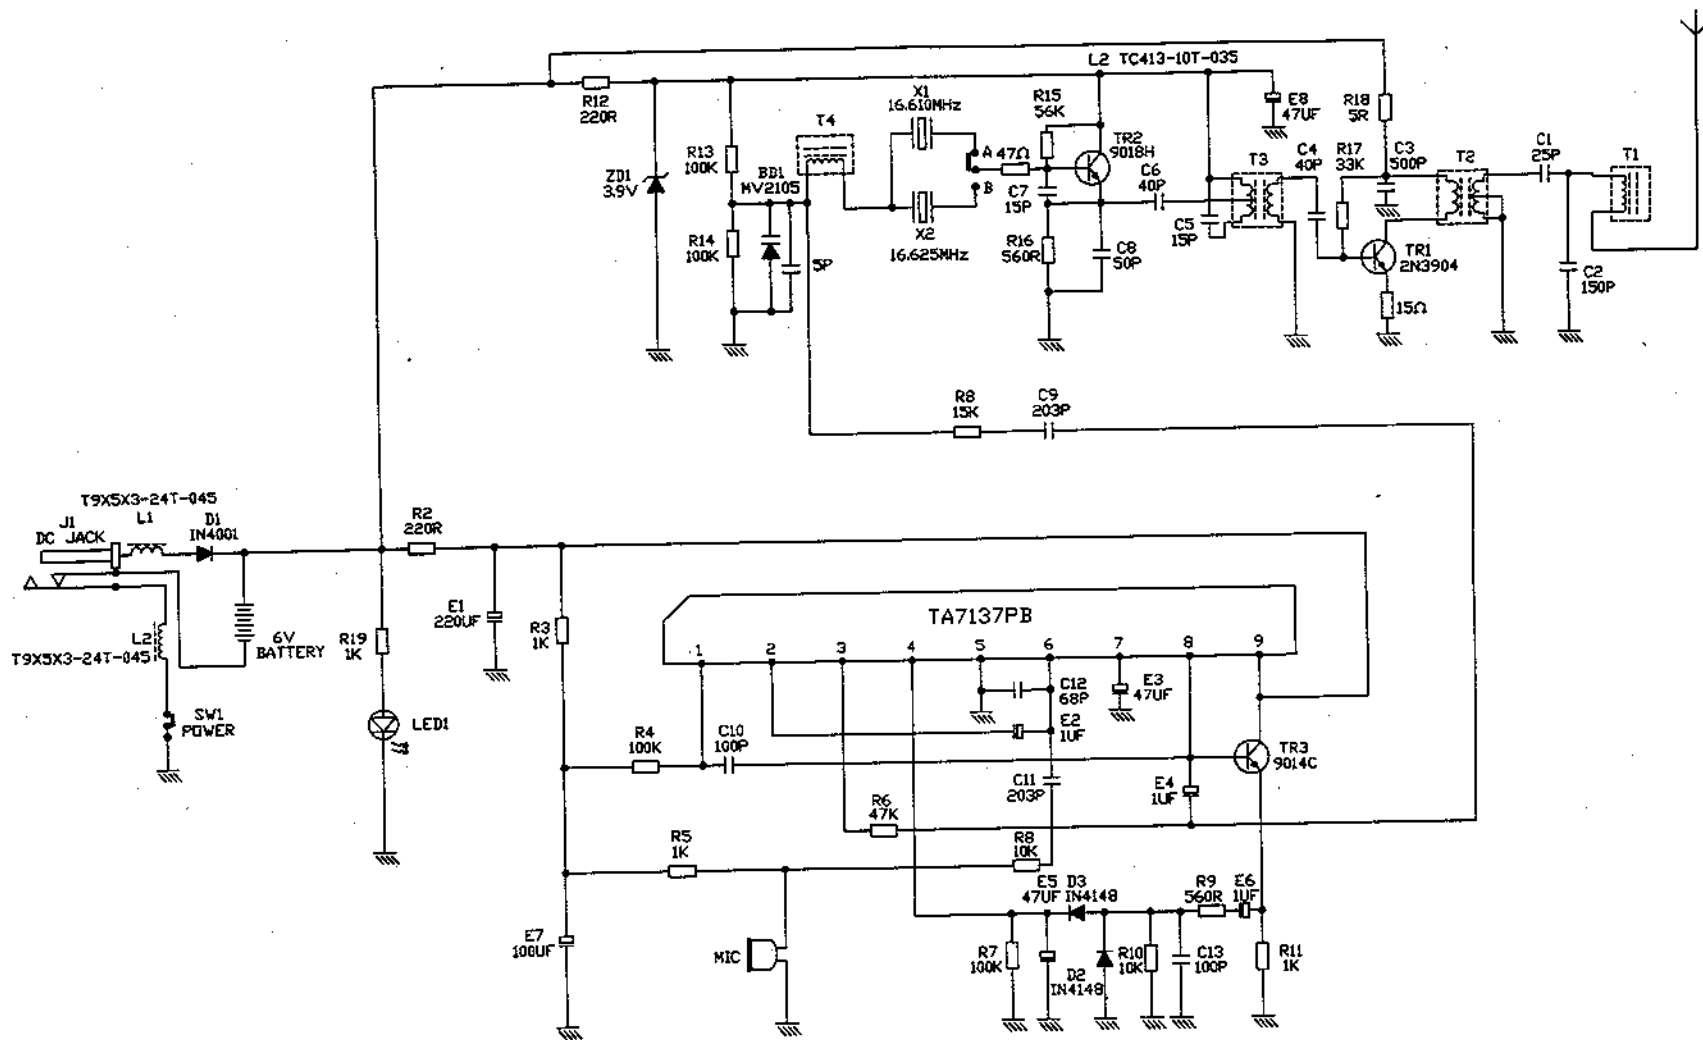 L2 TC413-10T-035
R12
220R
X1
16.610MHz
R15
56K
E8
47UF
R18
5R
T4
A
47Ω
TR2
9018H
R13
100K
ZD1
3.9V
BD1
MV2105
B
C7
15P
C6
40P
T3
C4
40P
R17
33K
C3
500P
T2
C1
25P
T1
R14
100K
5P
X2
16.625MHz
R16
560R
C8
50P
C5
15P
TR1
2N3904
15Ω
C2
150P
R8
15K
C9
203P
T9X5X3-24T-045
J1
DC JACK
L1
D1
IN4001
R2
220R
E1
220UF
R3
1K
TA7137PB
1
2
3
4
5
6
7
8
9
L2
T9X5X3-24T-045
6V
BATTERY
R19
1K
SW1
POWER
LED1
C12
68P
E3
47UF
E2
1UF
R4
100K
C10
100P
C11
203P
TR3
9014C
E4
1UF
R6
47K
R5
1K
R8
10K
E5
47UF
D3
IN4148
R9
560R
E6
1UF
E7
100UF
MIC
R7
100K
D2
IN4148
R10
10K
C13
100P
R11
1K